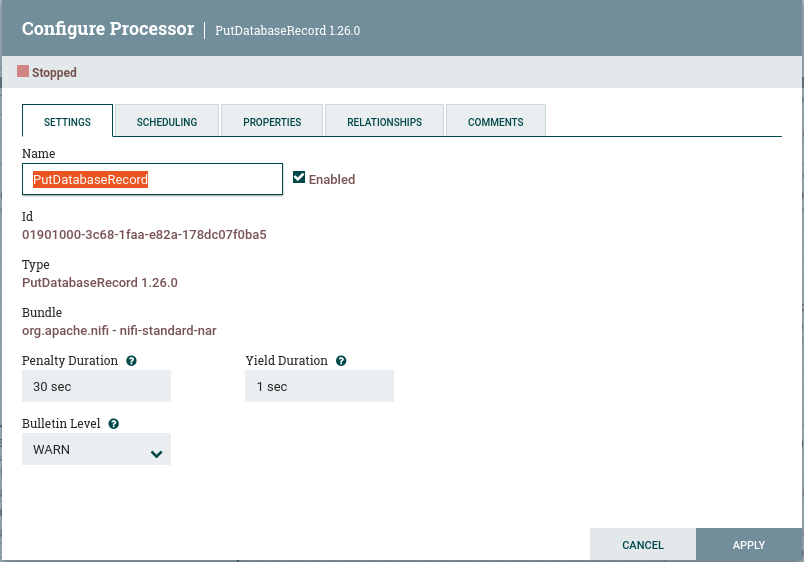 Configure Processor | PutDatabaseRecord 1.26.0
Stopped
SETTINGS SCHEDULING PROPERTIES RELATIONSHIPS COMMENTS
Name
PutDatabaseRecord Enabled
Id
01901000-3c68-1faa-e82a-178dc07f0ba5
Type
PutDatabaseRecord 1.26.0
Bundle
org.apache.nifi - nifi-standard-nar
Penalty Duration ? Yield Duration ?
30 sec 1 sec
Bulletin Level ?
WARN
CANCEL APPLY